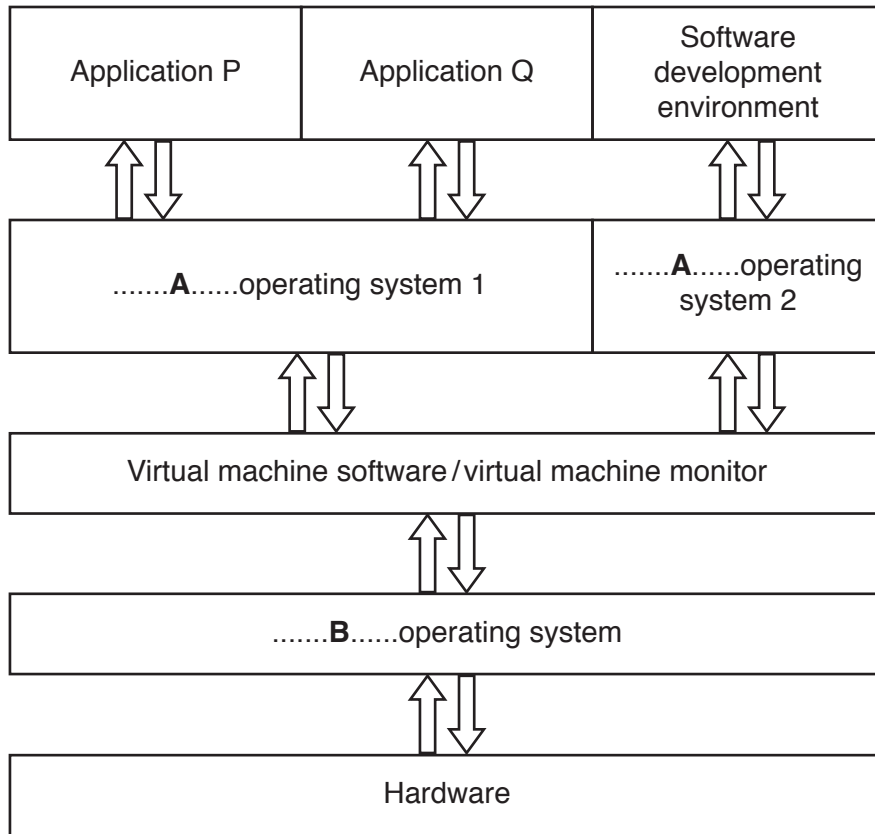 Application P
Application Q
Software
development
environment
.......A......operating system 1
.......A......operating
system 2
Virtual machine software/virtual machine monitor
.......B......operating system
Hardware